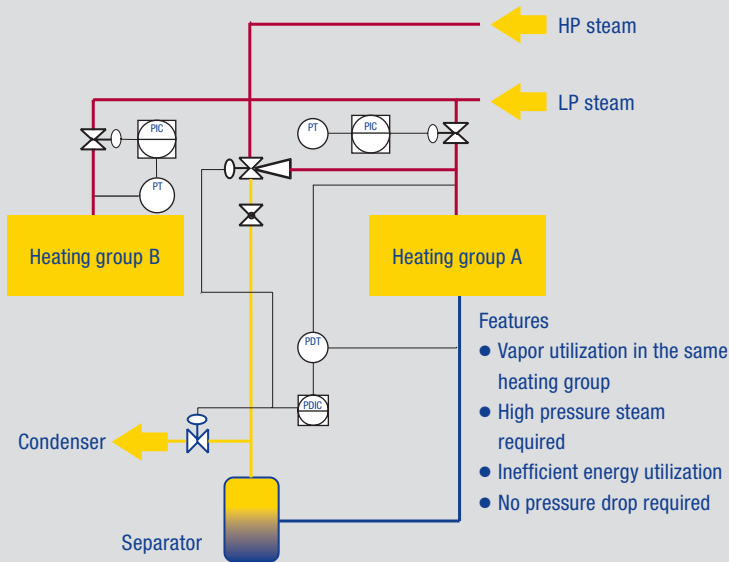 HP steam
LP steam
PIC
PT
PT
PIC
Heating group B
Heating group A
Features
● Vapor utilization in the same
heating group
● High pressure steam
required
● Inefficient energy utilization
● No pressure drop required
PDT
PDIC
Condenser
Separator